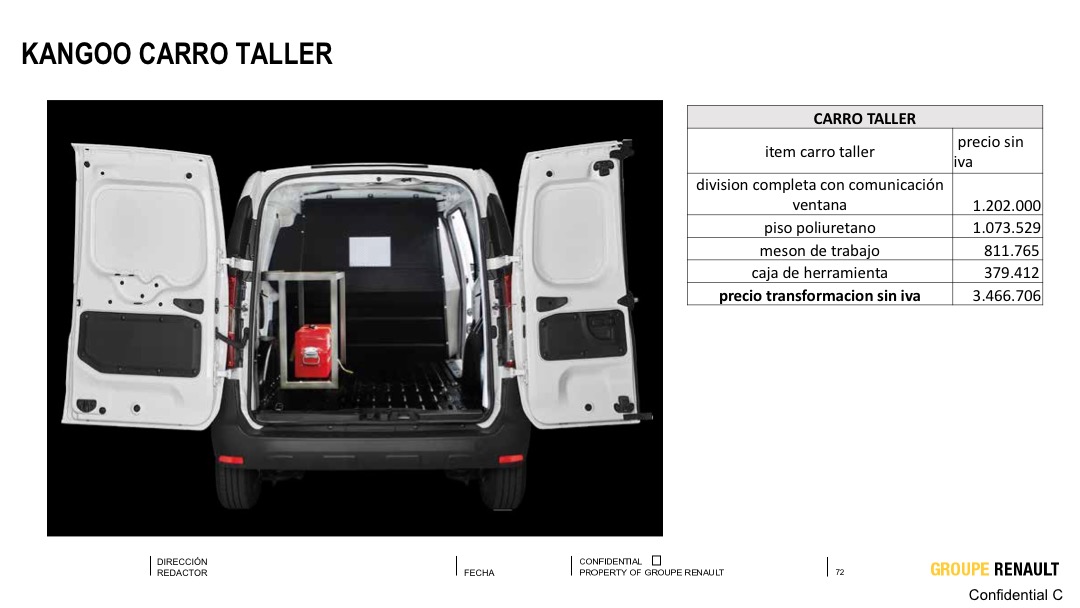 KANGOO CARRO TALLER
CARRO TALLER
item carro taller
precio sin
iva
division completa con comunicación
ventana
1.202.000
piso poliuretano
1.073.529
meson de trabajo
811.765
caja de herramienta
379.412
precio transformacion sin iva
3.466.706
DIRECCIÓN
REDACTOR
FECHA
CONFIDENTIAL
PROPERTY OF GROUPE RENAULT
72
GROUPE RENAULT
Confidential C